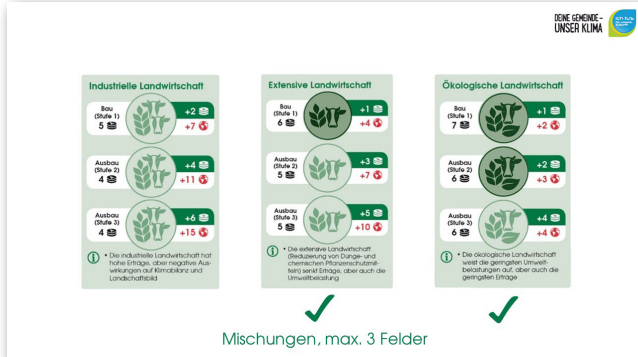 DEINE GEMEINDE-
UNSER KLIMA
ich tu's
Industrielle Landwirtschaft
Bau
(Stufe 1)
5
+2
+7
Ausbau
(Stufe 2)
4
+4
+11
Ausbau
(Stufe 3)
4
+6
+15
• Die industrielle Landwirtschaft hat
hohe Erträge, aber negative Aus-
wirkungen auf Klimabilanz und
Landschaftsbild
Extensive Landwirtschaft
Bau
(Stufe 1)
6
+1
+4
Ausbau
(Stufe 2)
5
+3
+7
Ausbau
(Stufe 3)
5
+5
+10
• Die extensive Landwirtschaft
(Reduzierung von Dünge- und
chemischen Pflanzenschutzmit-
teln) senkt Erträge, aber auch die
Umweltbelastung
Ökologische Landwirtschaft
Bau
(Stufe 1)
7
+1
+2
Ausbau
(Stufe 2)
6
+2
+3
Ausbau
(Stufe 3)
6
+4
+4
• Die ökologische Landwirtschaft
weist die geringsten Umwelt-
belastungen auf, aber auch die
geringsten Erträge
Mischungen, max. 3 Felder